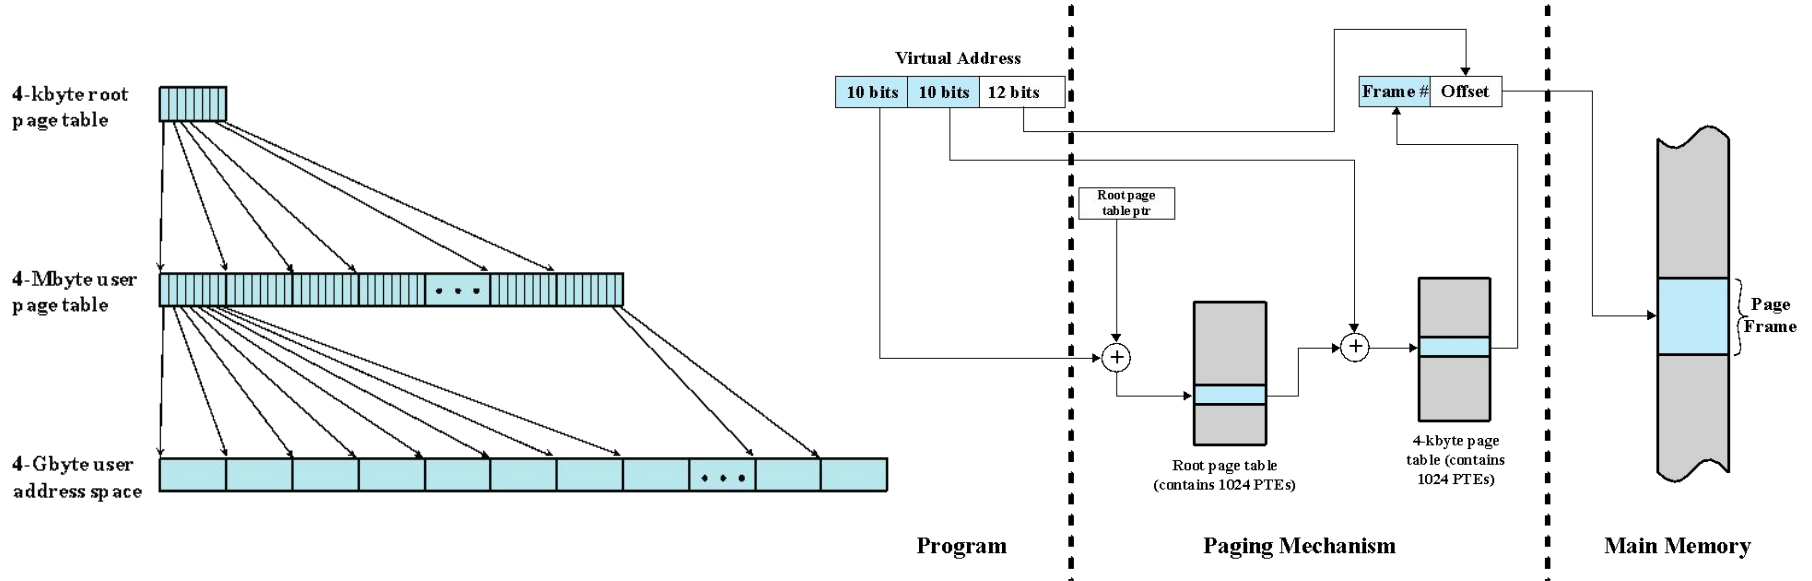 4-kbyte root
page table
4-Mbyte user
page table
4-Gbyte user
address space
Virtual Address
10 bits 10 bits 12 bits
Frame # Offset
Root page
table ptr
+
+
Root page table
(contains 1024 PTEs)
4-kbyte page
table (contains
1024 PTEs)
Page
Frame
Program
Paging Mechanism
Main Memory